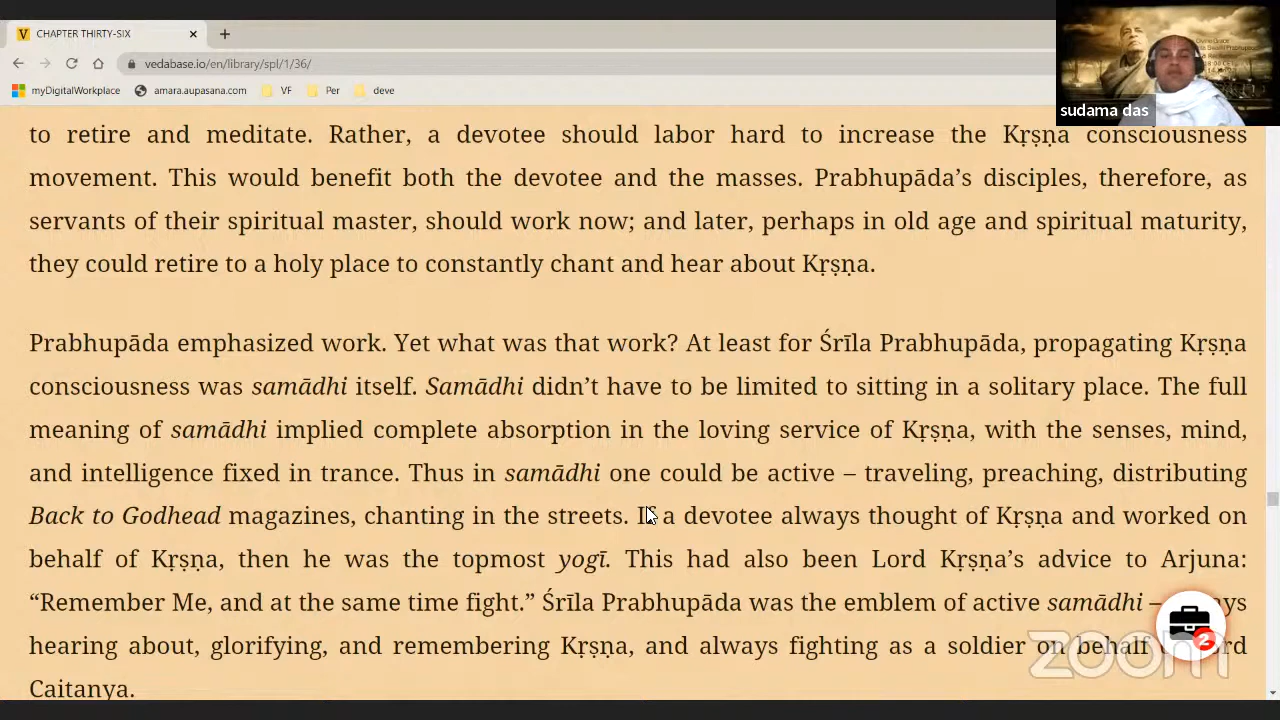 CHAPTER THIRTY-SIX
vedabase.io/en/library/spl/1/36/
myDigitalWorkplace amara.aupasana.com VF Per deve
sudama das
to retire and meditate. Rather, a devotee should labor hard to increase the Kṛṣṇa consciousness
movement. This would benefit both the devotee and the masses. Prabhupāda’s disciples, therefore, as
servants of their spiritual master, should work now; and later, perhaps in old age and spiritual maturity,
they could retire to a holy place to constantly chant and hear about Kṛṣṇa.
Prabhupāda emphasized work. Yet what was that work? At least for Śrīla Prabhupāda, propagating Kṛṣṇa
consciousness was samādhi itself. Samādhi didn’t have to be limited to sitting in a solitary place. The full
meaning of samādhi implied complete absorption in the loving service of Kṛṣṇa, with the senses, mind,
and intelligence fixed in trance. Thus in samādhi one could be active – traveling, preaching, distributing
Back to Godhead magazines, chanting in the streets. If a devotee always thought of Kṛṣṇa and worked on
behalf of Kṛṣṇa, then he was the topmost yogī. This had also been Lord Kṛṣṇa’s advice to Arjuna:
“Remember Me, and at the same time fight.” Śrīla Prabhupāda was the emblem of active samādhi –
hearing about, glorifying, and remembering Kṛṣṇa, and always fighting as a soldier on behalf
Caitanya.
2
zoom